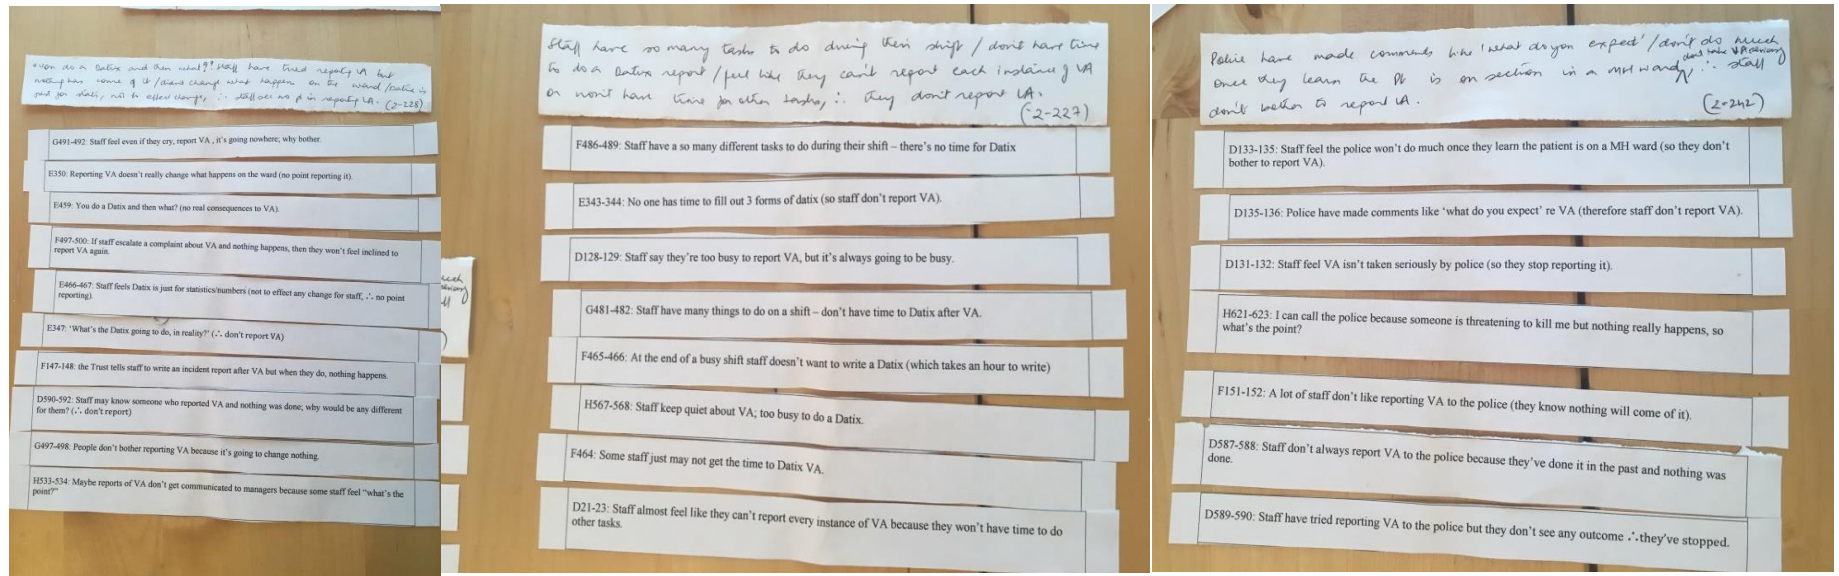 You can do a Datix and then what?! Staff have tried reporting VA but
nothing has come of it / doesn't change what happens on the ward / Datix is
just for stats, not to effect change, ∴ staff see no pt in reporting VA. (2-228)
G491-492: Staff feel even if they cry, report VA , it's going nowhere; why bother.
E350: Reporting VA doesn't really change what happens on the ward (no point reporting it).
E459: You do a Datix and then what? (no real consequences to VA).
F497-500: If staff escalate a complaint about VA and nothing happens, then they won't feel inclined to
report VA again.
E466-467: Staff feels Datix is just for statistics/numbers (not to effect any change for staff, ∴ no point
reporting).
E347: 'What's the Datix going to do, in reality?' (∴ don't report VA)
F147-148: the Trust tells staff to write an incident report after VA but when they do, nothing happens.
D590-592: Staff may know someone who reported VA and nothing was done; why would be any different
for them? (∴ don't report)
G497-498: People don't bother reporting VA because it's going to change nothing.
H533-534: Maybe reports of VA don't get communicated to managers because some staff feel "what's the
point?"
Staff have so many tasks to do during their shift / don't have time
to do a Datix report / feel like they can't report each instance of VA
or won't have time for other tasks, ∴ they don't report VA.
(2-227)
F486-489: Staff have a so many different tasks to do during their shift – there's no time for Datix
E343-344: No one has time to fill out 3 forms of datix (so staff don't report VA).
D128-129: Staff say they're too busy to report VA, but it's always going to be busy.
G481-482: Staff have many things to do on a shift – don't have time to Datix after VA.
F465-466: At the end of a busy shift staff doesn't want to write a Datix (which takes an hour to write)
H567-568: Staff keep quiet about VA; too busy to do a Datix.
F464: Some staff just may not get the time to Datix VA.
D21-23: Staff almost feel like they can't report every instance of VA because they won't have time to do
other tasks.
Police have made comments like 'what do you expect' / don't do much
once they learn the Pt is on section in a MH ward / don't take VA seriously ∴ staff
don't bother to report VA.
(2-242)
D133-135: Staff feel the police won't do much once they learn the patient is on a MH ward (so they don't
bother to report VA).
D135-136: Police have made comments like 'what do you expect' re VA (therefore staff don't report VA).
D131-132: Staff feel VA isn't taken seriously by police (so they stop reporting it).
H621-623: I can call the police because someone is threatening to kill me but nothing really happens, so
what's the point?
F151-152: A lot of staff don't like reporting VA to the police (they know nothing will come of it).
D587-588: Staff don't always report VA to the police because they've done it in the past and nothing was
done.
D589-590: Staff have tried reporting VA to the police but they don't see any outcome ∴they've stopped.